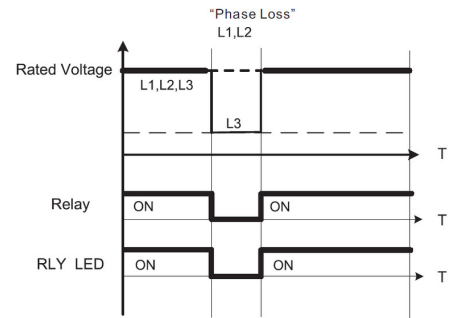 “Phase Loss”
L1,L2
Rated Voltage
L1,L2,L3
L3
T
Relay
ON
ON
T
RLY LED
ON
ON
T